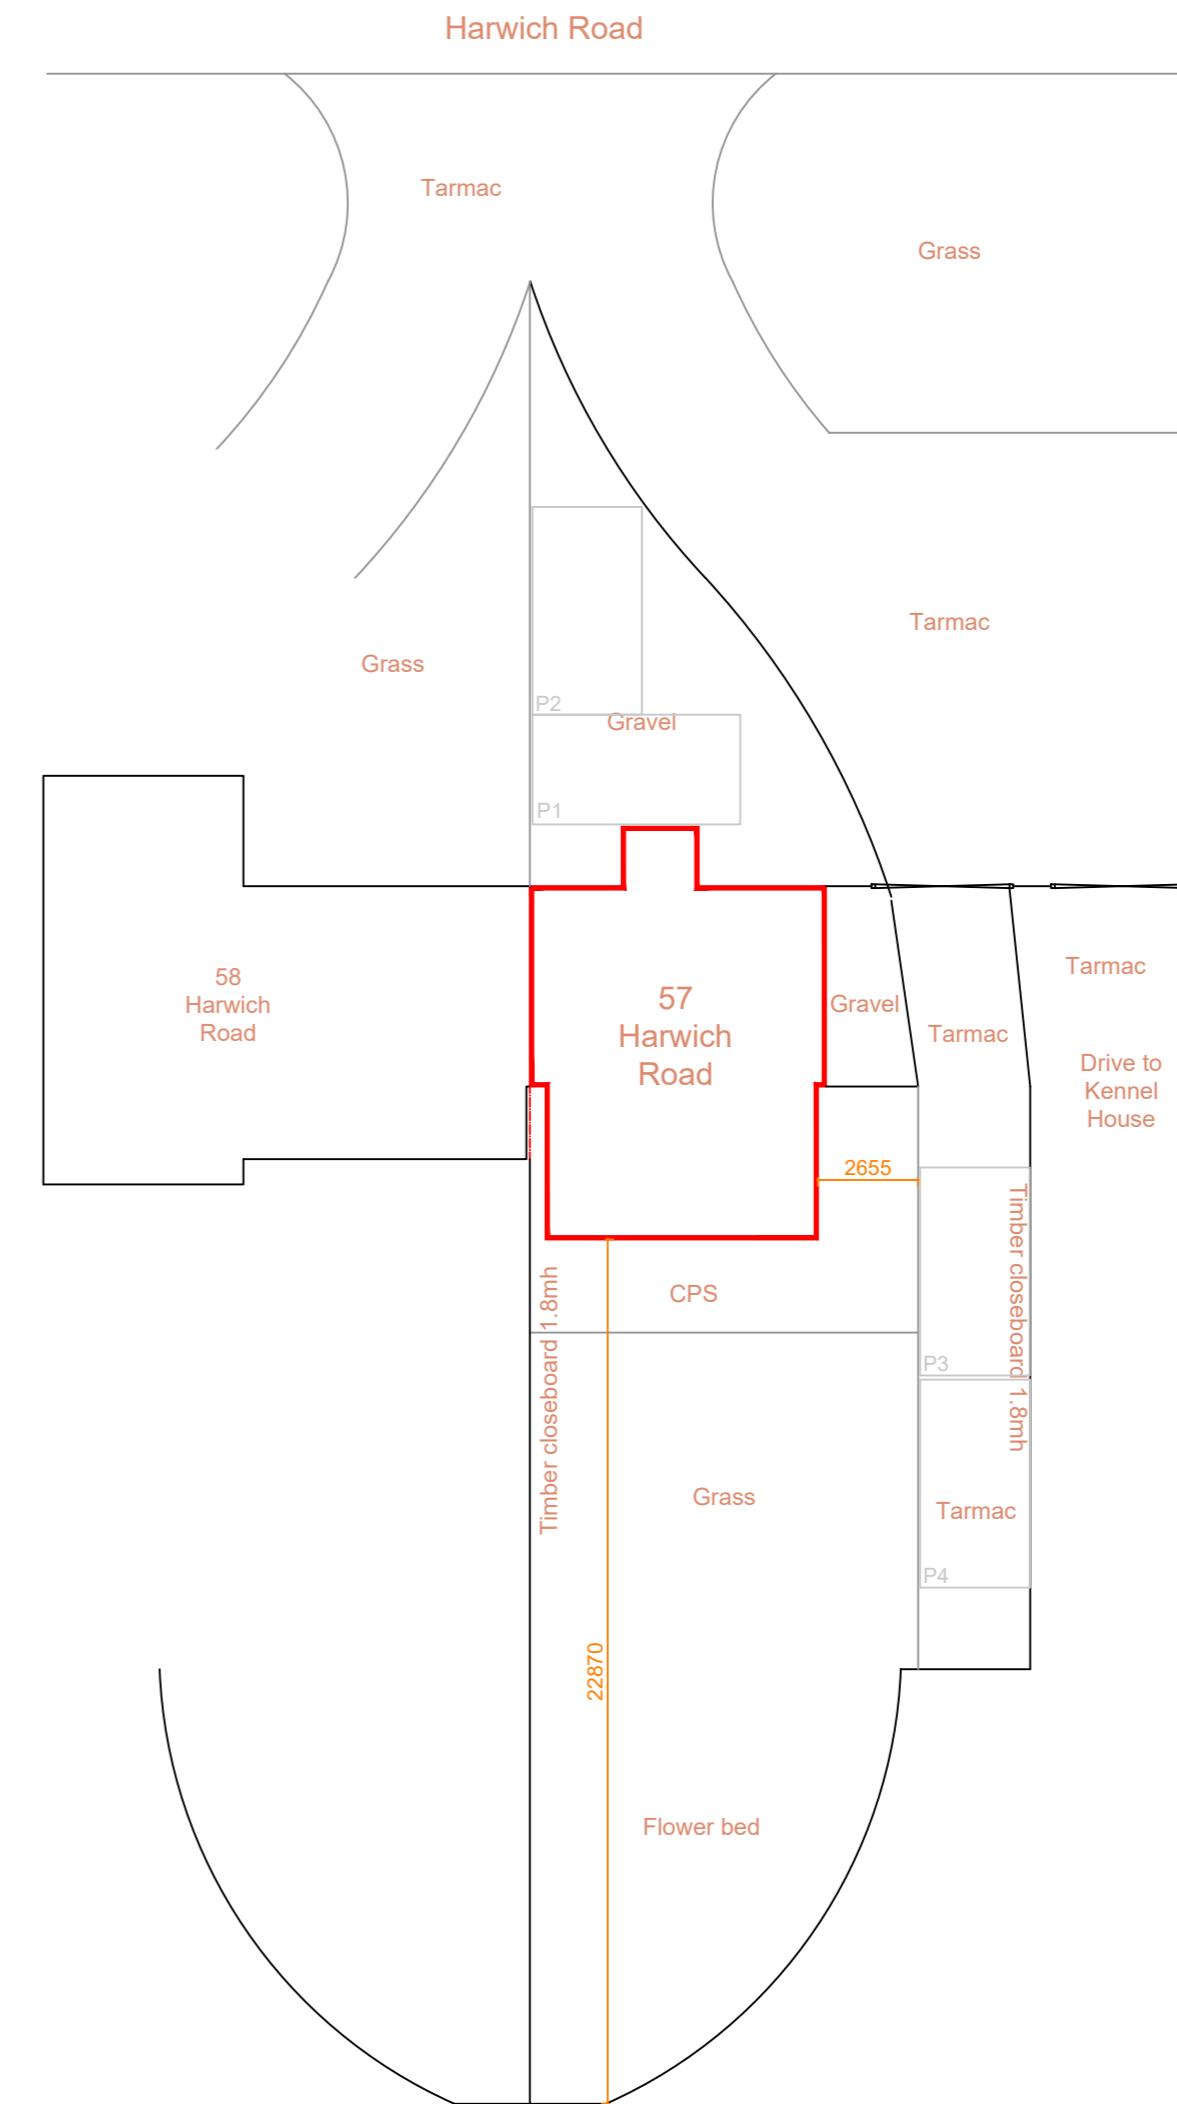 Harwich Road
Tarmac
Grass
Tarmac
Grass
P2
Gravel
P1
58
Harwich
Road
57
Harwich
Road
Gravel
Tarmac
Tarmac
Drive to
Kennel
House
2655
Timber closeboard 1.8mh
Timber closeboard 1.8mh
CPS
P3
Grass
Tarmac
P4
22870
Flower bed